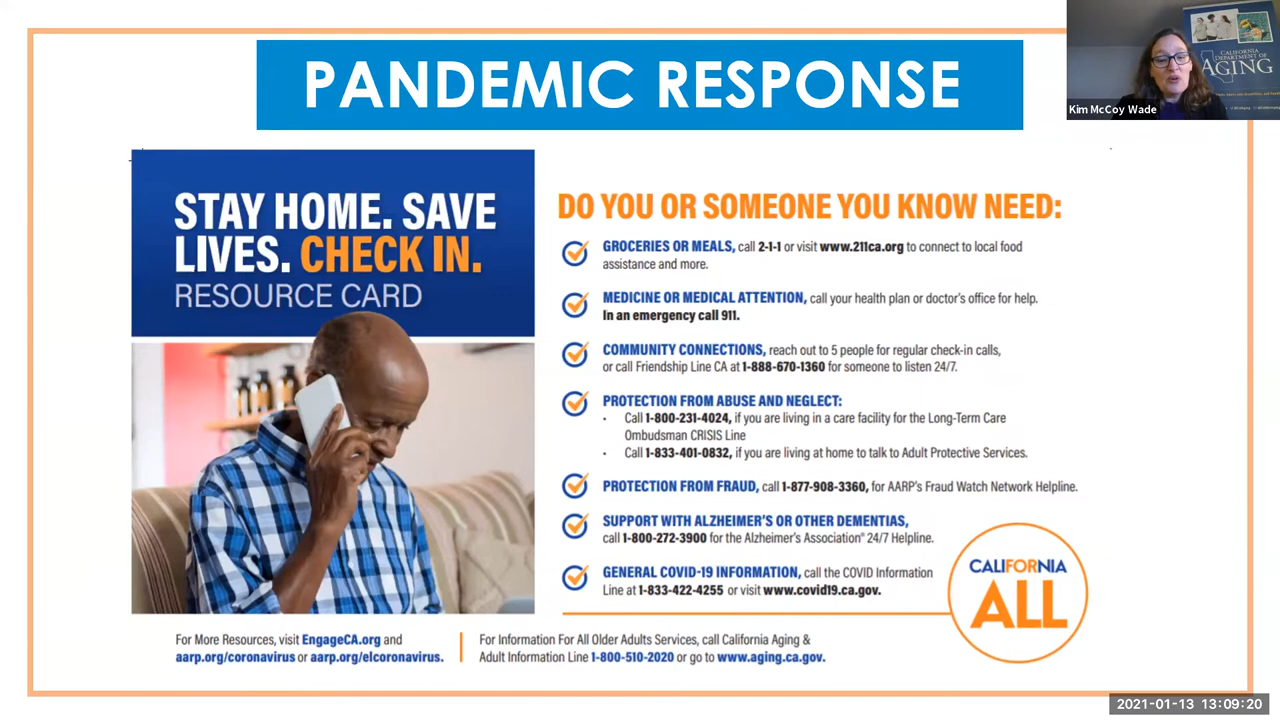 PANDEMIC RESPONSE
CALIFORNIA
DEPARTMENT OF
AGING
Kim McCoy Wade
STAY HOME. SAVE
LIVES. CHECK IN.
RESOURCE CARD
DO YOU OR SOMEONE YOU KNOW NEED:
GROCERIES OR MEALS, call 2-1-1 or visit www.211ca.org to connect to local food
assistance and more.
MEDICINE OR MEDICAL ATTENTION, call your health plan or doctor's office for help.
In an emergency call 911.
COMMUNITY CONNECTIONS, reach out to 5 people for regular check-in calls,
or call Friendship Line CA at 1-888-670-1360 for someone to listen 24/7.
PROTECTION FROM ABUSE AND NEGLECT:
• Call 1-800-231-4024, if you are living in a care facility for the Long-Term Care
Ombudsman CRISIS Line
• Call 1-833-401-0832, if you are living at home to talk to Adult Protective Services.
PROTECTION FROM FRAUD, call 1-877-908-3360, for AARP's Fraud Watch Network Helpline.
SUPPORT WITH ALZHEIMER'S OR OTHER DEMENTIAS,
call 1-800-272-3900 for the Alzheimer's Association® 24/7 Helpline.
GENERAL COVID-19 INFORMATION, call the COVID Information
Line at 1-833-422-4255 or visit www.covid19.ca.gov.
CALIFORNIA
ALL
For More Resources, visit EngageCA.org and
aarp.org/coronavirus or aarp.org/elcoronavirus.
For Information For All Older Adults Services, call California Aging &
Adult Information Line 1-800-510-2020 or go to www.aging.ca.gov.
2021-01-13 13:09:20